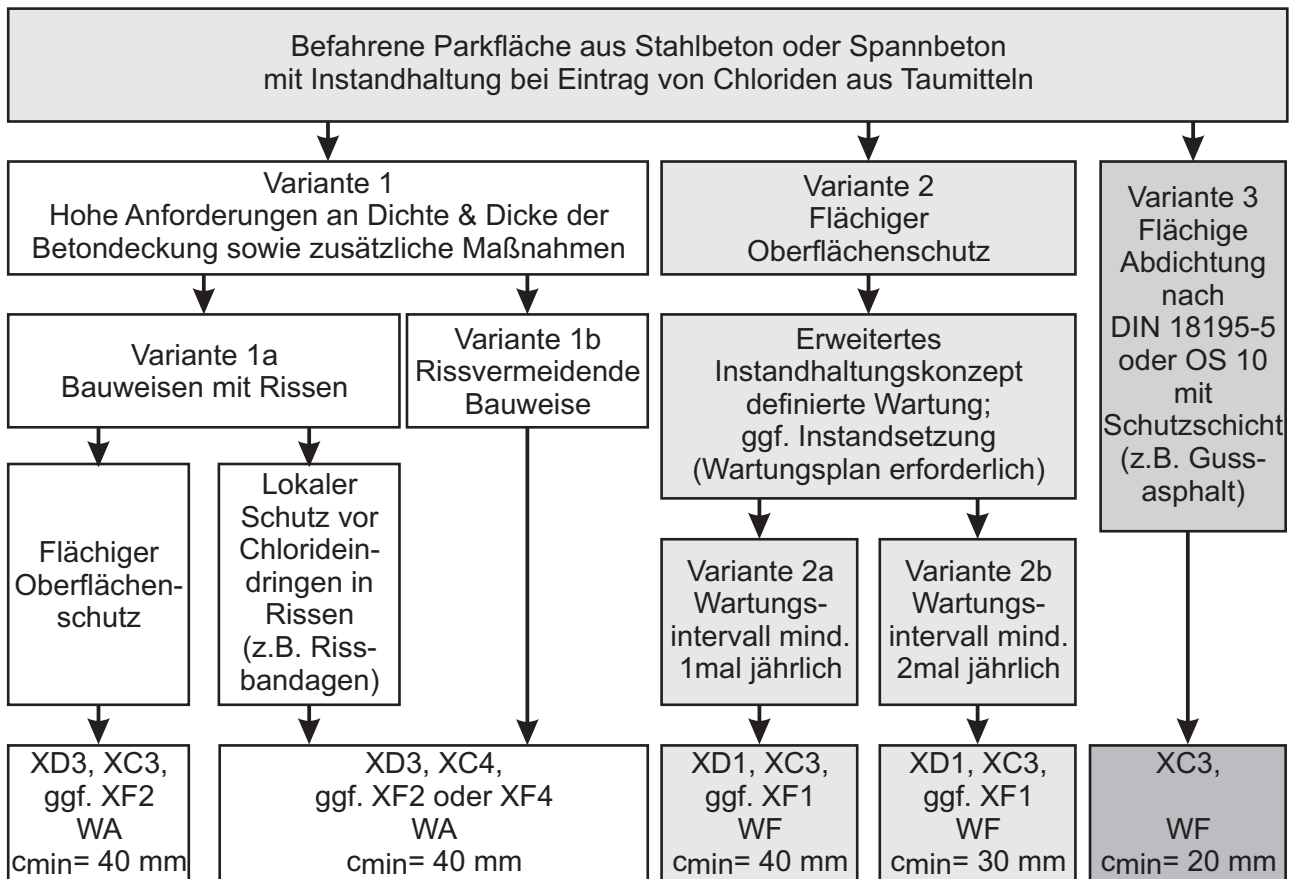 Befahrene Parkfläche aus Stahlbeton oder Spannbeton
mit Instandhaltung bei Eintrag von Chloriden aus Taumitteln
Variante 1
Hohe Anforderungen an Dichte & Dicke der
Betondeckung sowie zusätzliche Maßnahmen
Variante 2
Flächiger
Oberflächenschutz
Variante 3
Flächige
Abdichtung
nach
DIN 18195-5
oder OS 10
mit
Schutzschicht
(z.B. Guss-
asphalt)
Variante 1a
Bauweisen mit Rissen
Variante 1b
Rissvermeidende
Bauweise
Erweitertes
Instandhaltungskonzept
definierte Wartung;
ggf. Instandsetzung
(Wartungsplan erforderlich)
Flächiger
Oberflächen-
schutz
Lokaler
Schutz vor
Chloridein-
dringen in
Rissen
(z.B. Riss-
bandagen)
Variante 2a
Wartungs-
intervall mind.
1mal jährlich
Variante 2b
Wartungs-
intervall mind.
2mal jährlich
XD3, XC3,
ggf. XF2
WA
cmin= 40 mm
XD3, XC4,
ggf. XF2 oder XF4
WA
cmin= 40 mm
XD1, XC3,
ggf. XF1
WF
cmin= 40 mm
XD1, XC3,
ggf. XF1
WF
cmin= 30 mm
XC3,
WF
cmin= 20 mm